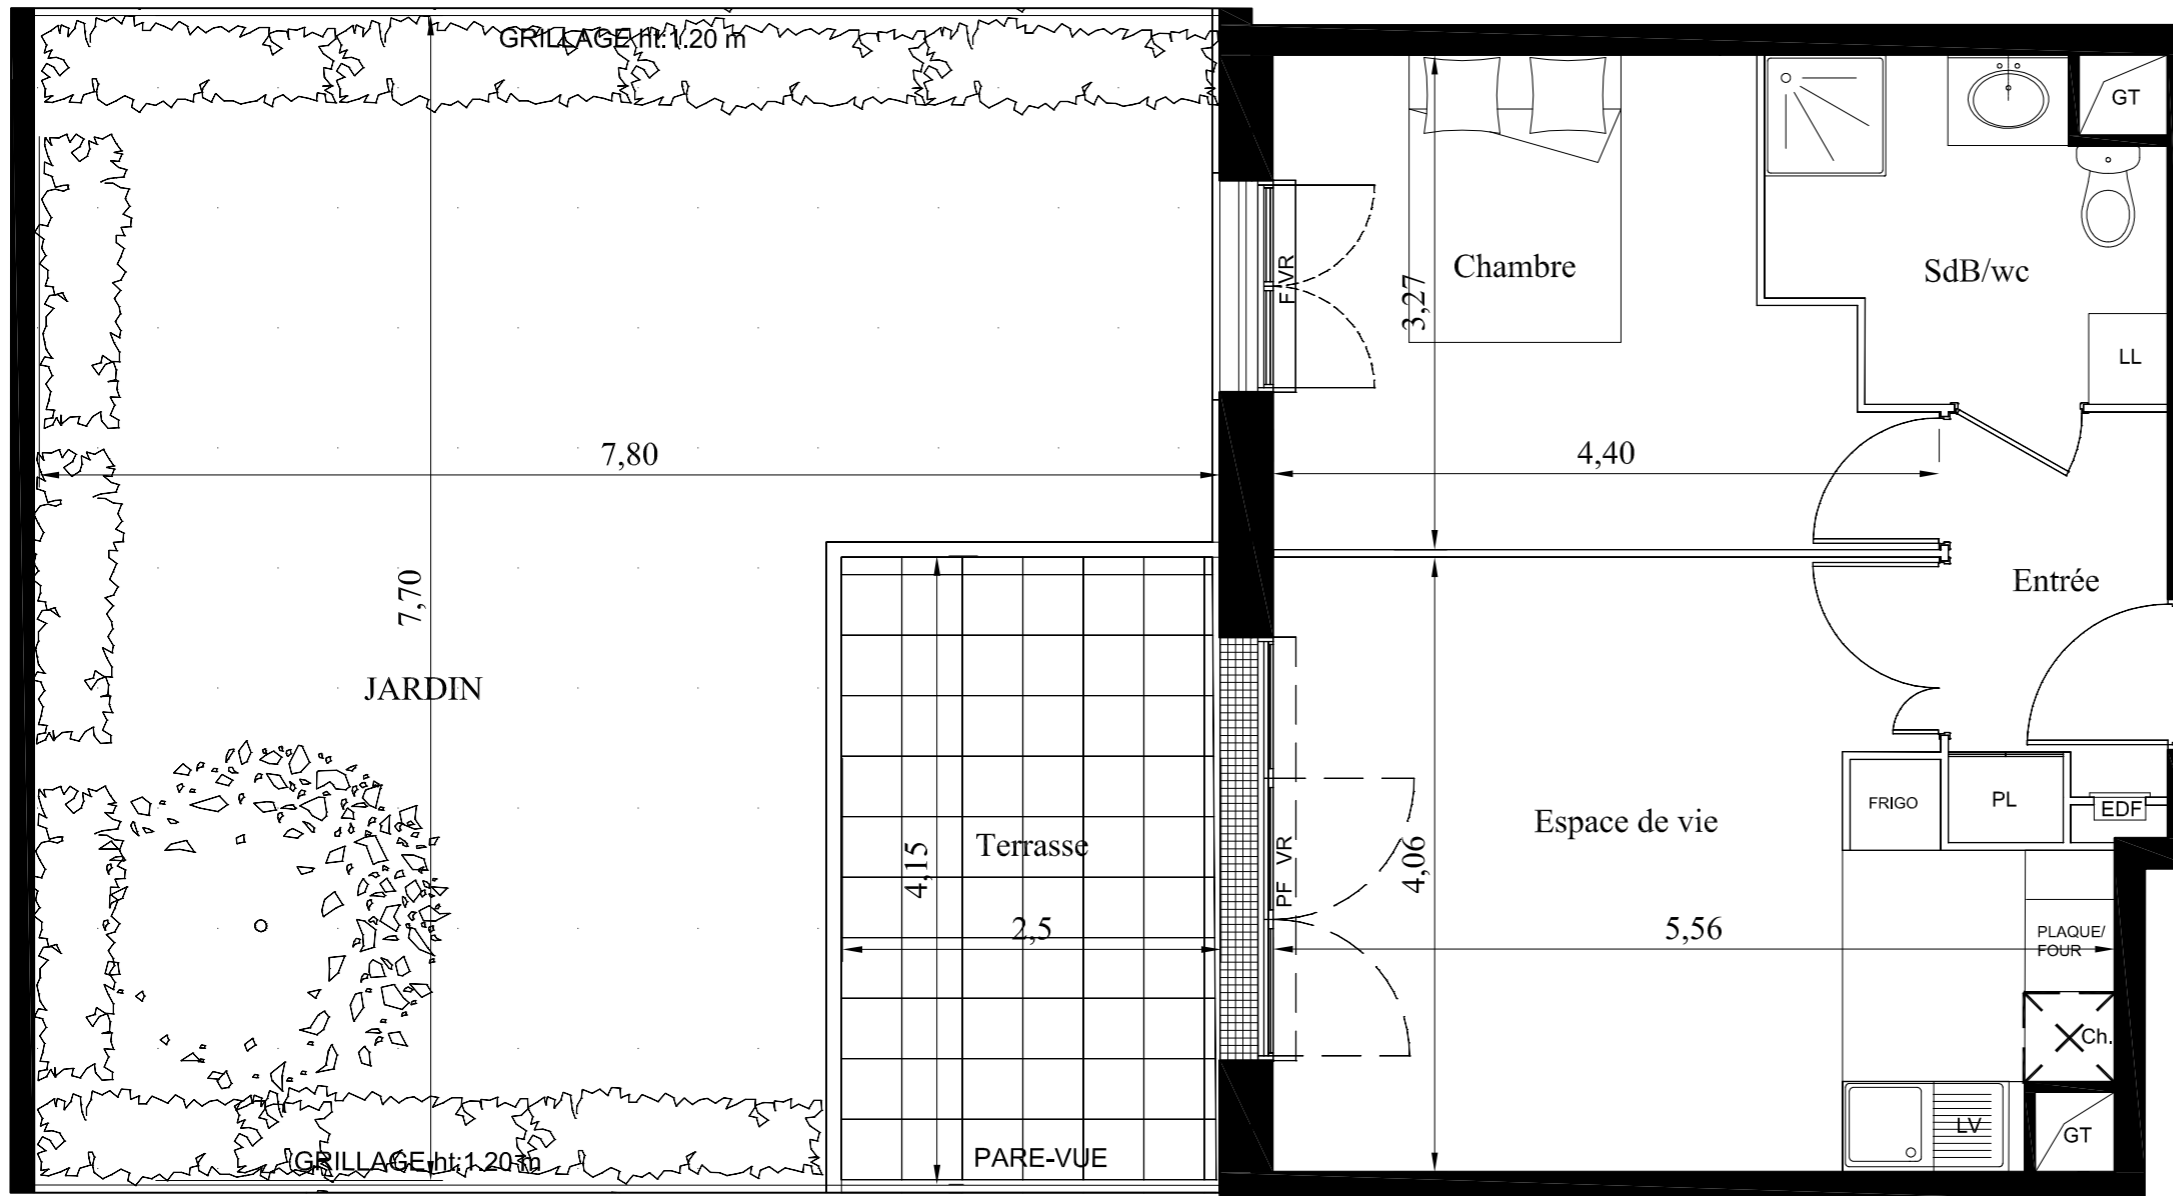 GRILLAGE ht:1.20 m
GT
Chambre
SdB/wc
F VR
3,27
LL
7,80
4,40
7,70
Entrée
JARDIN
FRIGO
PL
EDF
Espace de vie
Terrasse
4,15
PF VR
4,06
2,5
5,56
PLAQUE/
FOUR
Ch.
LV
GT
GRILLAGE ht:1.20 m
PARE-VUE